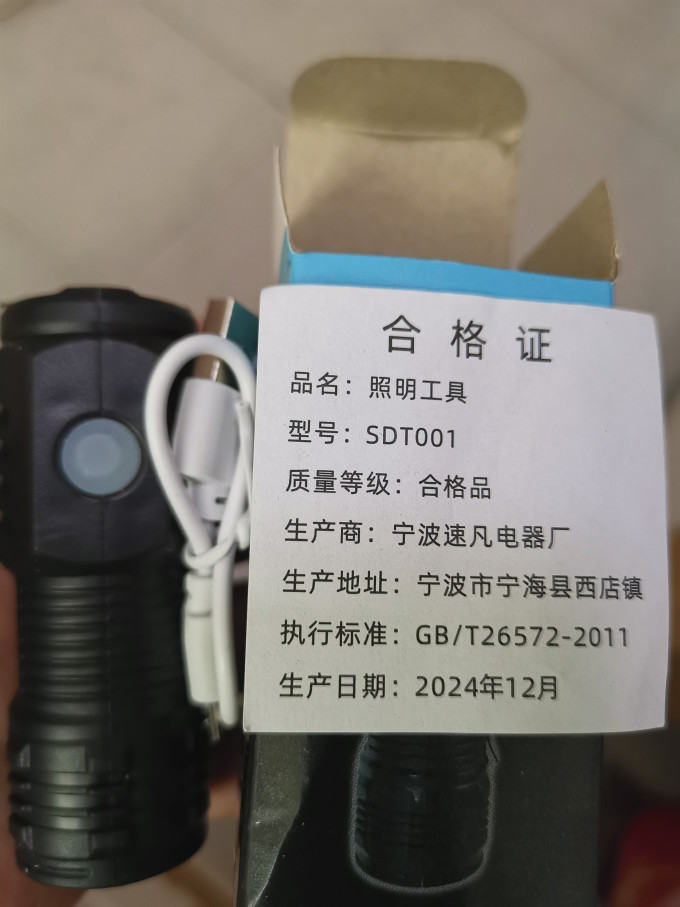 合格证
品名：照明工具
型号：SDT001
质量等级：合格品
生产商：宁波速凡电器厂
生产地址：宁波市宁海县西店镇
执行标准：GB/T26572-2011
生产日期：2024年12月